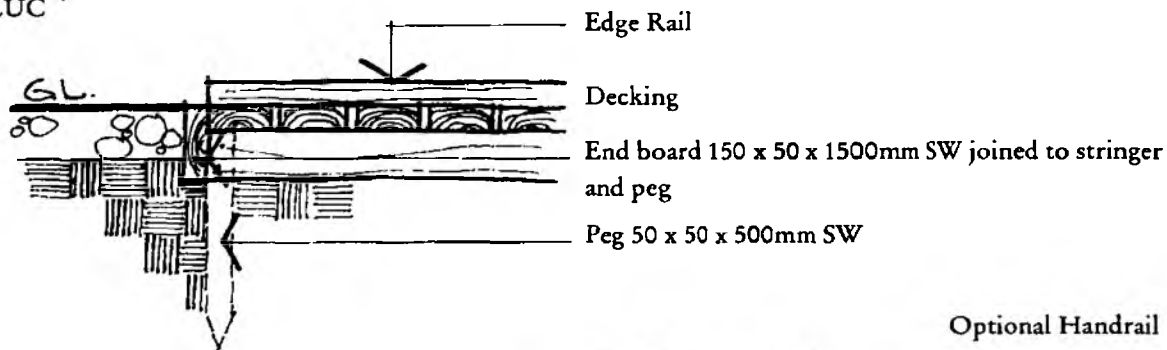 Edge Rail
GL.
Decking
End board 150 x 50 x 1500mm SW joined to stringer
and peg
Peg 50 x 50 x 500mm SW
Optional Handrail